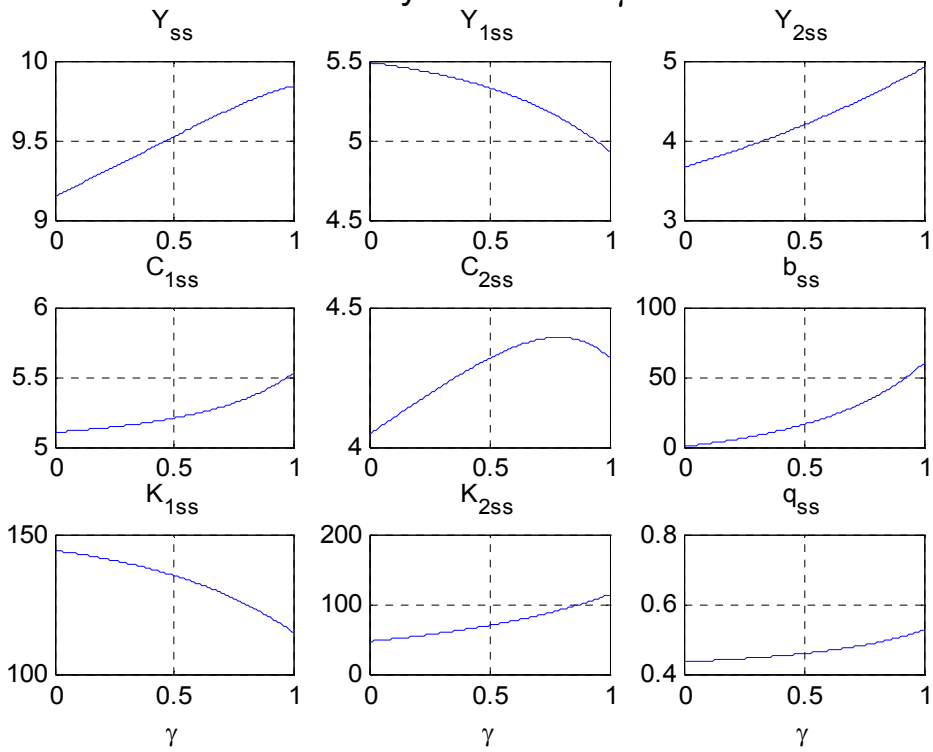 Y_ss Y_1ss Y_2ss
10 5.5 5
9.5 5 4
9 4.5 3
0 0.5 1 0 0.5 1 0 0.5 1
C_1ss C_2ss b_ss
6 4.5 100
5.5 50
5 4 0
0 0.5 1 0 0.5 1 0 0.5 1
K_1ss K_2ss q_ss
150 200 0.8
100 0.6
100 0 0.4
0 0.5 1 0 0.5 1 0 0.5 1
γ γ γ